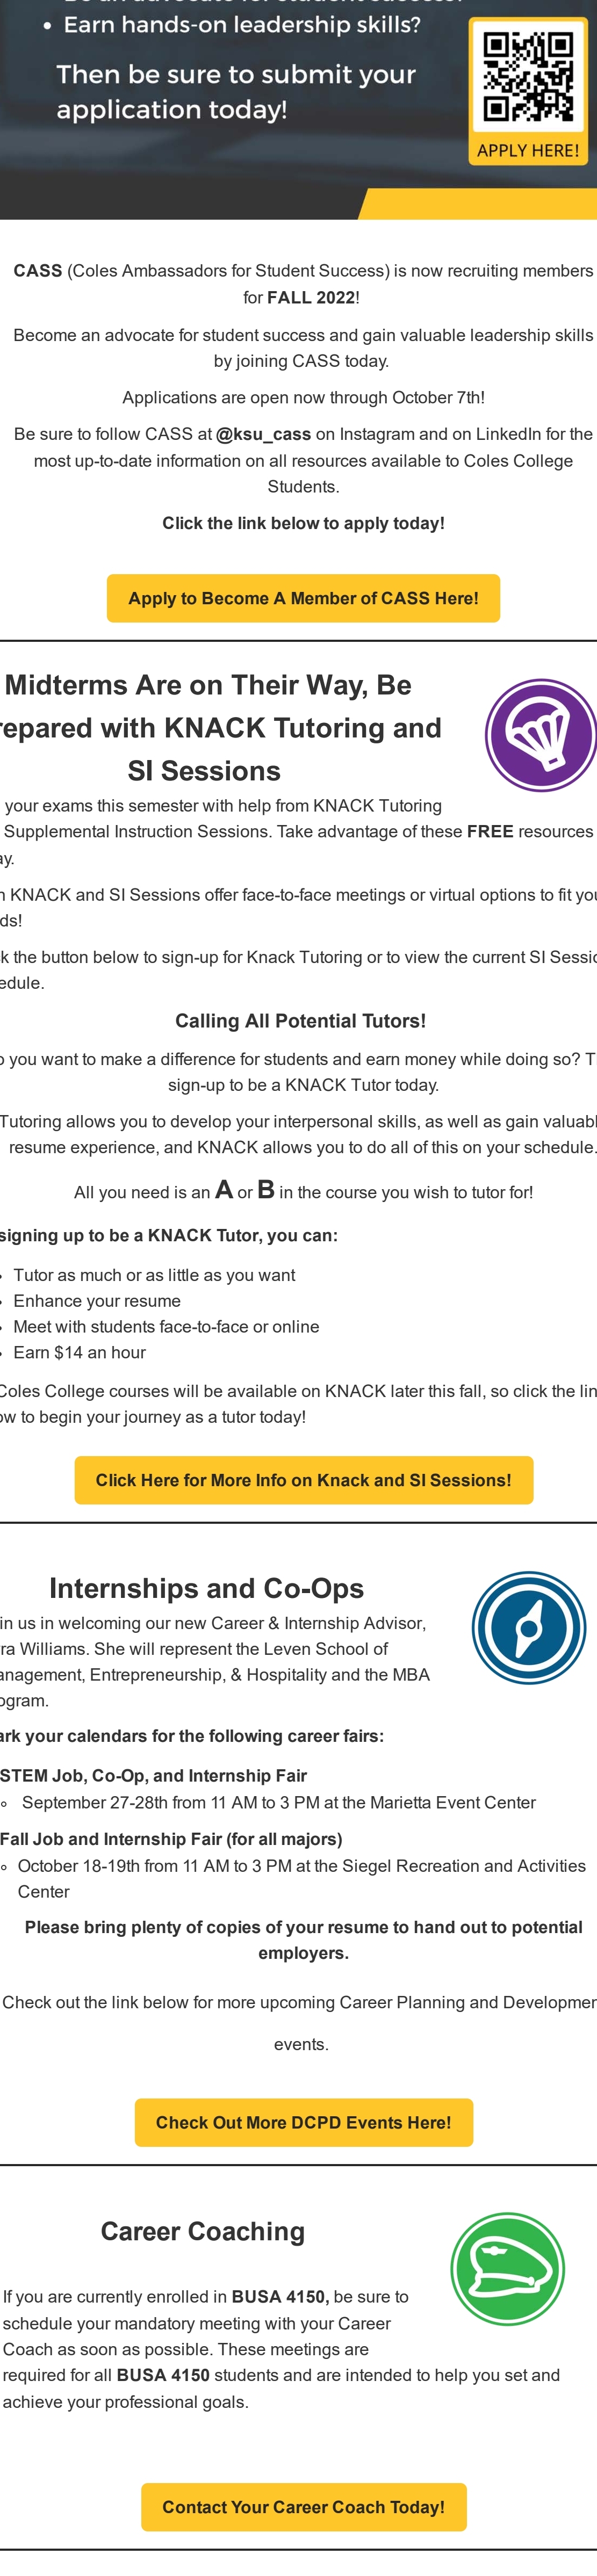 • Earn hands-on leadership skills?
Then be sure to submit your
application today!
APPLY HERE!
CASS (Coles Ambassadors for Student Success) is now recruiting members
for FALL 2022!
Become an advocate for student success and gain valuable leadership skills
by joining CASS today.
Applications are open now through October 7th!
Be sure to follow CASS at @ksu_cass on Instagram and on LinkedIn for the
most up-to-date information on all resources available to Coles College
Students.
Click the link below to apply today!
Apply to Become A Member of CASS Here!
Midterms Are on Their Way, Be
repared with KNACK Tutoring and
SI Sessions
your exams this semester with help from KNACK Tutoring
Supplemental Instruction Sessions. Take advantage of these FREE resources
ay.
h KNACK and SI Sessions offer face-to-face meetings or virtual options to fit you
ds!
k the button below to sign-up for Knack Tutoring or to view the current SI Sessio
edule.
Calling All Potential Tutors!
o you want to make a difference for students and earn money while doing so? T
sign-up to be a KNACK Tutor today.
Tutoring allows you to develop your interpersonal skills, as well as gain valuabl
resume experience, and KNACK allows you to do all of this on your schedule.
All you need is an A or B in the course you wish to tutor for!
signing up to be a KNACK Tutor, you can:
• Tutor as much or as little as you want
• Enhance your resume
• Meet with students face-to-face or online
• Earn $14 an hour
Coles College courses will be available on KNACK later this fall, so click the lin
ow to begin your journey as a tutor today!
Click Here for More Info on Knack and SI Sessions!
Internships and Co-Ops
in us in welcoming our new Career & Internship Advisor,
ra Williams. She will represent the Leven School of
anagement, Entrepreneurship, & Hospitality and the MBA
ogram.
ark your calendars for the following career fairs:
STEM Job, Co-Op, and Internship Fair
○ September 27-28th from 11 AM to 3 PM at the Marietta Event Center
Fall Job and Internship Fair (for all majors)
○ October 18-19th from 11 AM to 3 PM at the Siegel Recreation and Activities
Center
Please bring plenty of copies of your resume to hand out to potential
employers.
Check out the link below for more upcoming Career Planning and Developmen
events.
Check Out More DCPD Events Here!
Career Coaching
If you are currently enrolled in BUSA 4150, be sure to
schedule your mandatory meeting with your Career
Coach as soon as possible. These meetings are
required for all BUSA 4150 students and are intended to help you set and
achieve your professional goals.
Contact Your Career Coach Today!